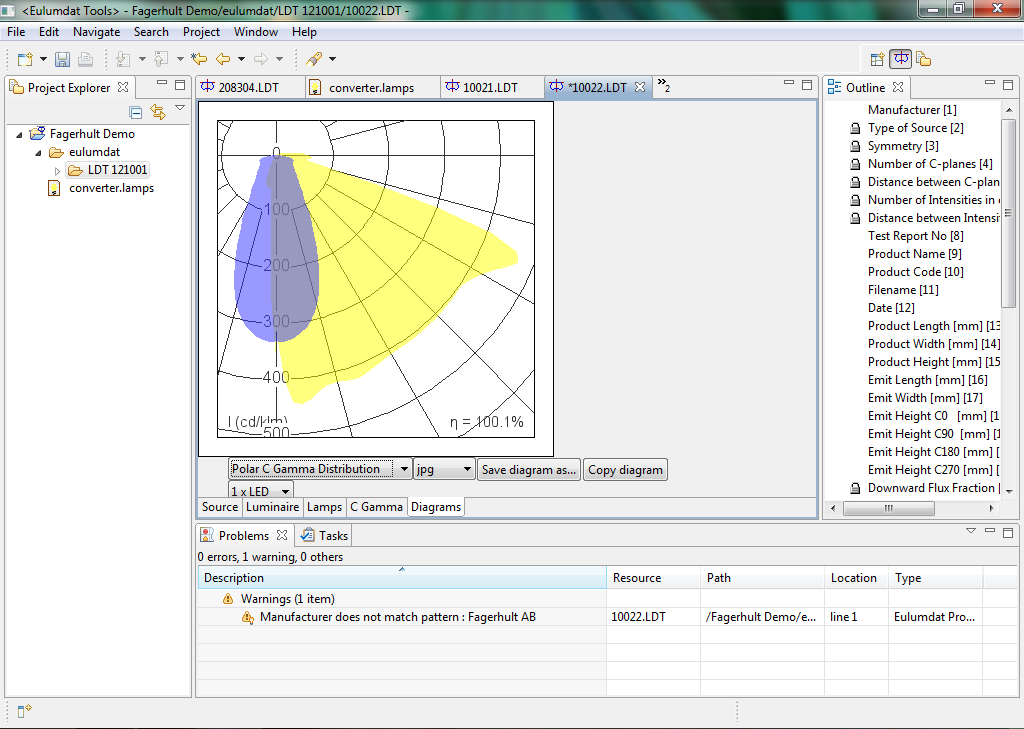 <Eulumdat Tools> - Fagerhult Demo/eulumdat/LDT 121001/10022.LDT -
File Edit Navigate Search Project Window Help
Project Explorer
Fagerhult Demo
eulumdat
LDT 121001
converter.lamps
208304.LDT converter.lamps 10021.LDT *10022.LDT »2
0
100
200
300
400
500
I (cd/klm) η = 100.1%
Polar C Gamma Distribution jpg Save diagram as... Copy diagram
1 x LED
Source Luminaire Lamps C Gamma Diagrams
Outline
Manufacturer [1]
Type of Source [2]
Symmetry [3]
Number of C-planes [4]
Distance between C-plan
Number of Intensities in
Distance between Intensi
Test Report No [8]
Product Name [9]
Product Code [10]
Filename [11]
Date [12]
Product Length [mm] [13
Product Width [mm] [14]
Product Height [mm] [15
Emit Length [mm] [16]
Emit Width [mm] [17]
Emit Height C0 [mm] [1
Emit Height C90 [mm] [1
Emit Height C180 [mm] [
Emit Height C270 [mm] [
Downward Flux Fraction [
Problems Tasks
0 errors, 1 warning, 0 others
Description Resource Path Location Type
Warnings (1 item)
Manufacturer does not match pattern : Fagerhult AB 10022.LDT /Fagerhult Demo/e... line 1 Eulumdat Pro...